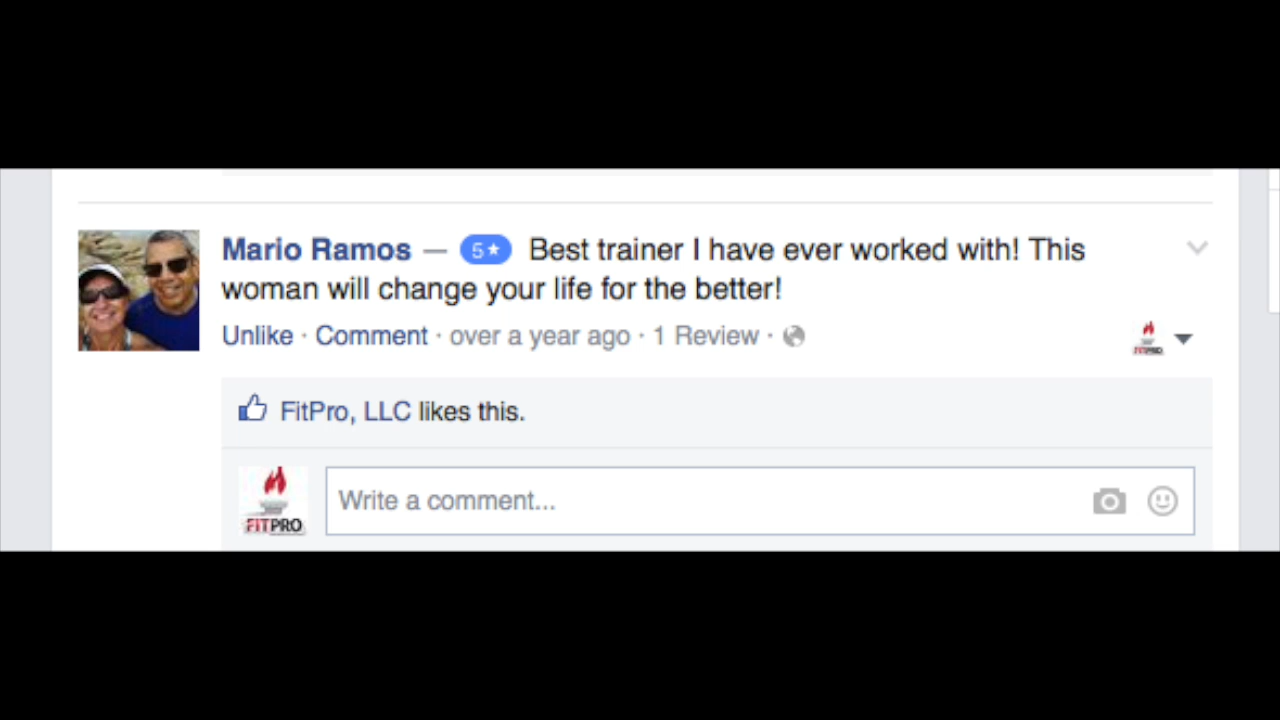 Mario Ramos — 5★ Best trainer I have ever worked with! This
woman will change your life for the better!
Unlike · Comment · over a year ago · 1 Review ·
FITPRO
FitPro, LLC likes this.
FITPRO
Write a comment...